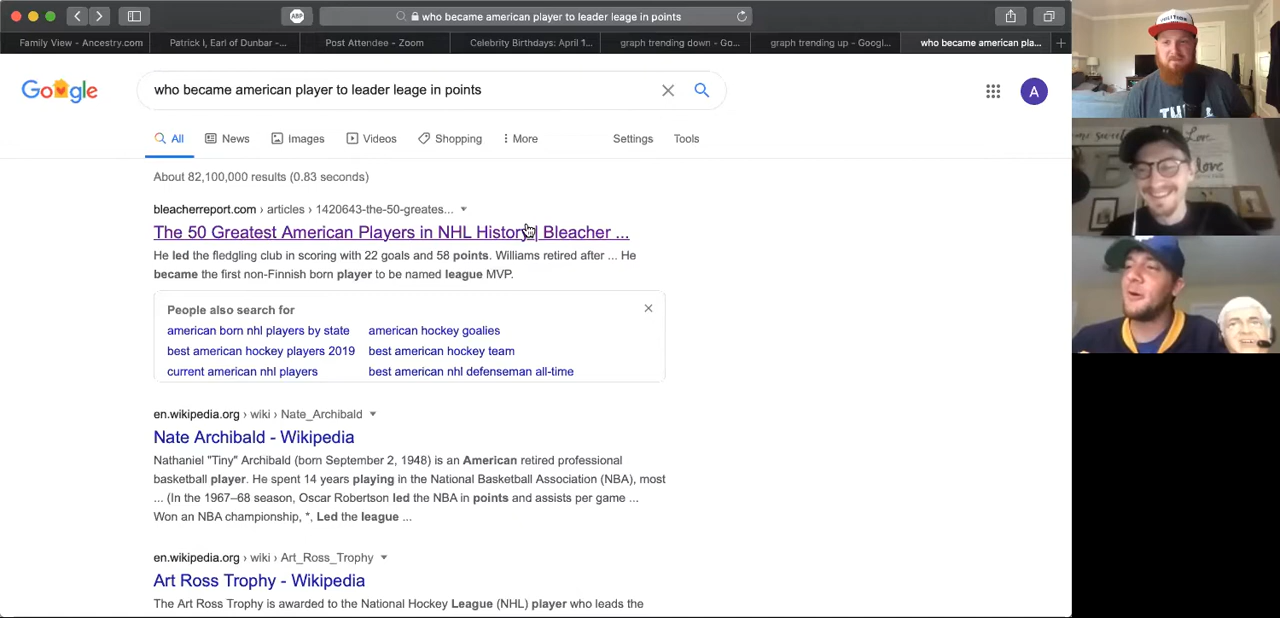 who became american player to leader leage in points
Family View - Ancestry.com
Patrick I, Earl of Dunbar -...
Post Attendee - Zoom
Celebrity Birthdays: April 1...
graph trending down - Go...
graph trending up - Googl...
who became american pla...
Google
who became american player to leader leage in points
A
All
News
Images
Videos
Shopping
More
Settings
Tools
About 82,100,000 results (0.83 seconds)
bleacherreport.com › articles › 1420643-the-50-greates...
The 50 Greatest American Players in NHL History| Bleacher ...
He led the fledgling club in scoring with 22 goals and 58 points. Williams retired after ... He
became the first non-Finnish born player to be named league MVP.
People also search for
american born nhl players by state
american hockey goalies
best american hockey players 2019
best american hockey team
current american nhl players
best american nhl defenseman all-time
en.wikipedia.org › wiki › Nate_Archibald
Nate Archibald - Wikipedia
Nathaniel "Tiny" Archibald (born September 2, 1948) is an American retired professional
basketball player. He spent 14 years playing in the National Basketball Association (NBA), most
... (In the 1967–68 season, Oscar Robertson led the NBA in points and assists per game ...
Won an NBA championship, *, Led the league ...
en.wikipedia.org › wiki › Art_Ross_Trophy
Art Ross Trophy - Wikipedia
The Art Ross Trophy is awarded to the National Hockey League (NHL) player who leads the
ABP
Love
love